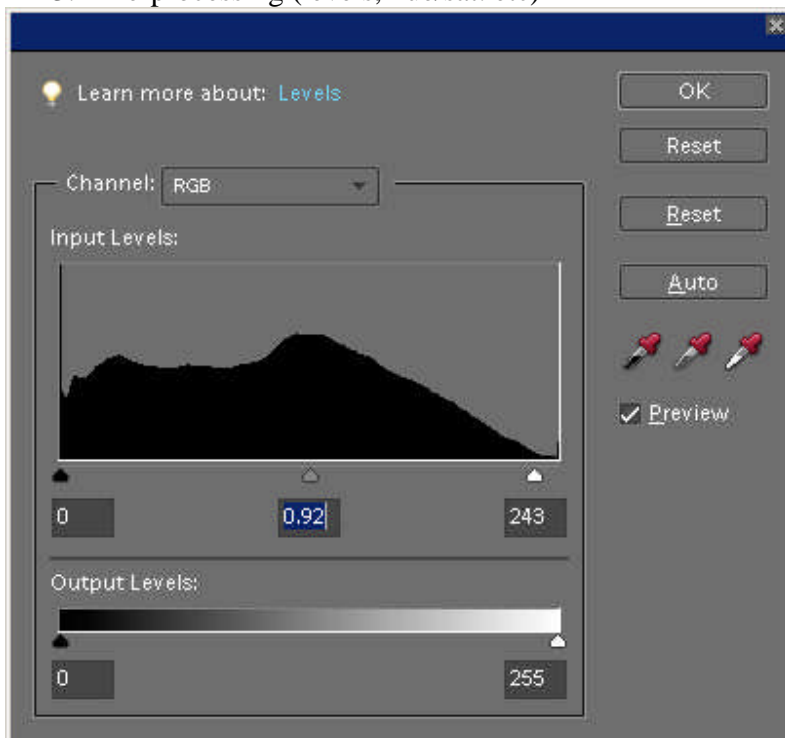 Learn more about: Levels
OK
Reset
Channel: RGB
Reset
Input Levels:
Auto
Preview
0
0.92
243
Output Levels:
0
255